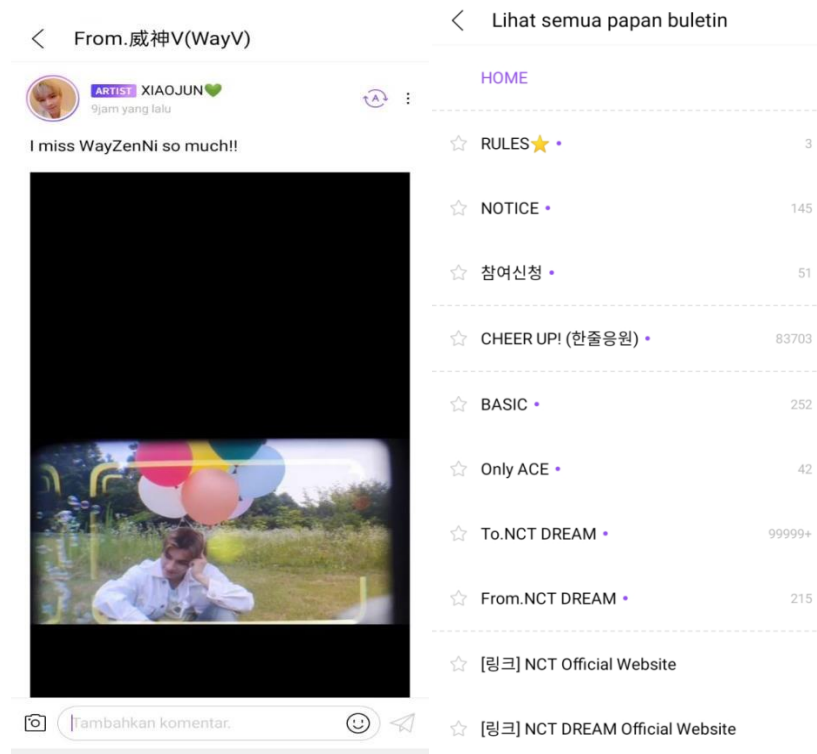 From.威神V(WayV)
ARTIST XIAOJUN💚
9jam yang lalu
I miss WayZenNi so much!!
Tambahkan komentar.
Lihat semua papan buletin
HOME
RULES⭐ •
3
NOTICE •
145
참여신청 •
51
CHEER UP! (한줄응원) •
83703
BASIC •
252
Only ACE •
42
To.NCT DREAM •
99999+
From.NCT DREAM •
215
[링크] NCT Official Website
[링크] NCT DREAM Official Website